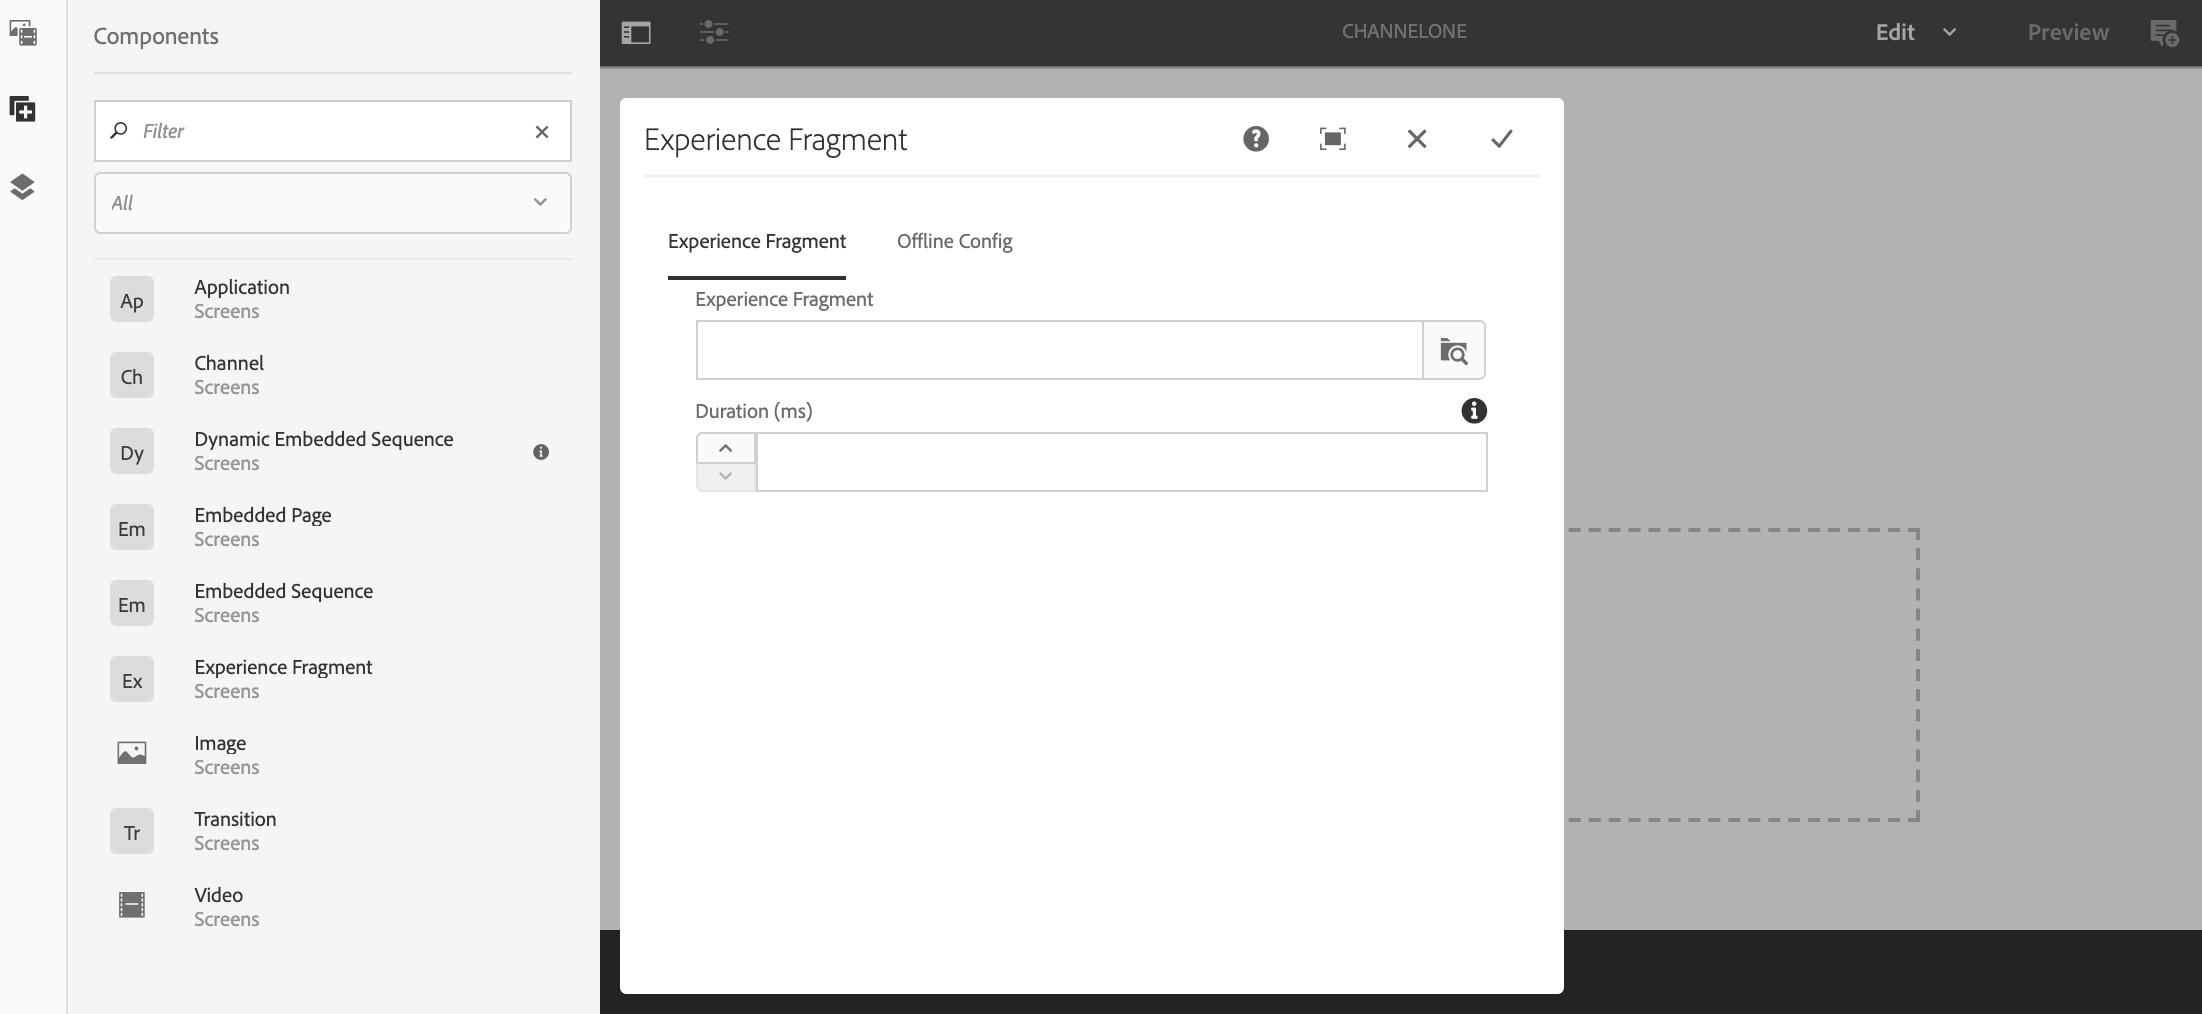 Components
Filter
All
Ap
Application
Screens
Ch
Channel
Screens
Dy
Dynamic Embedded Sequence
Screens
Em
Embedded Page
Screens
Em
Embedded Sequence
Screens
Ex
Experience Fragment
Screens
Image
Screens
Tr
Transition
Screens
Video
Screens
CHANNELONE
Edit
Preview
Experience Fragment
Experience Fragment
Offline Config
Experience Fragment
Duration (ms)